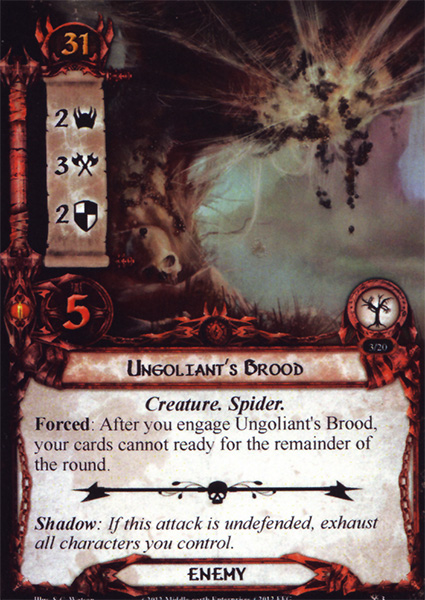 31
2
3
2
5
3/20
UNGOLIANT'S BROOD
Creature. Spider.
Forced: After you engage Ungoliant's Brood,
your cards cannot ready for the remainder of
the round.
Shadow: If this attack is undefended, exhaust
all characters you control.
ENEMY